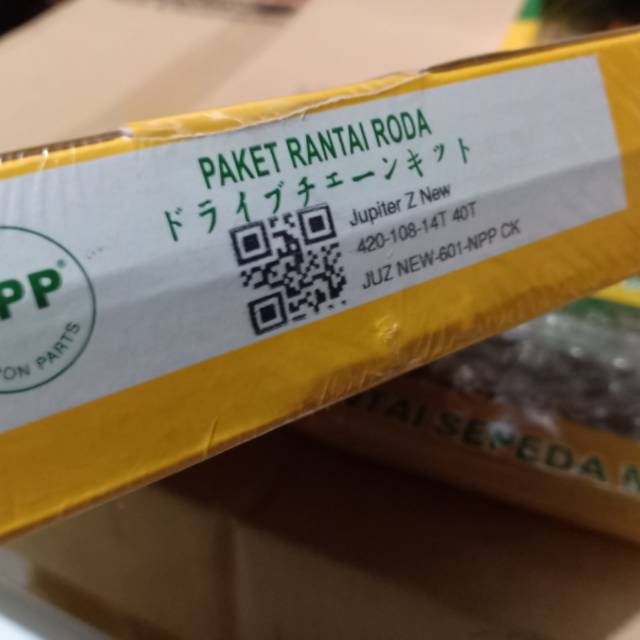 PAKET RANTAI RODA
ドライブチェーンキット
Jupiter Z New
420-108-14T 40T
JUZ NEW-601-NPP CK
PP®
ON PARTS
TAI SEPEDA M